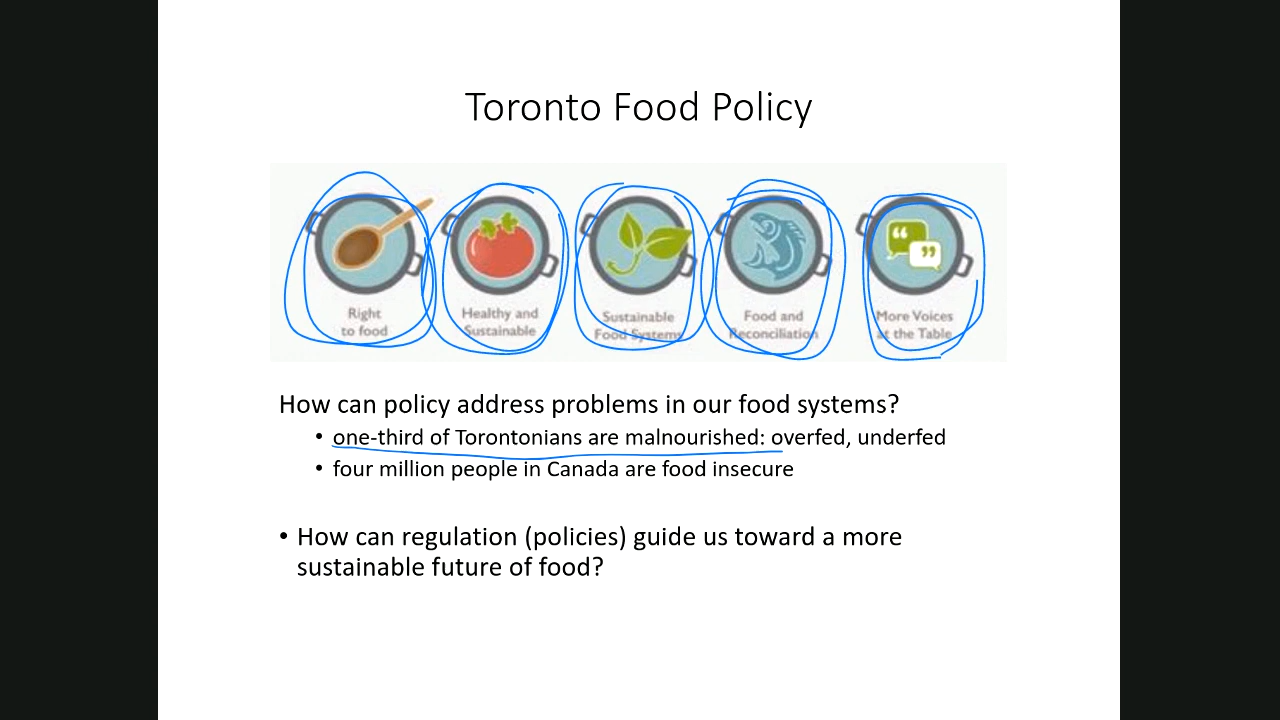 Toronto Food Policy
Right
to food
Healthy and
Sustainable
Sustainable
Food Systems
Food and
Reconciliation
More Voices
at the Table
How can policy address problems in our food systems?
• one-third of Torontonians are malnourished: overfed, underfed
• four million people in Canada are food insecure
• How can regulation (policies) guide us toward a more
sustainable future of food?